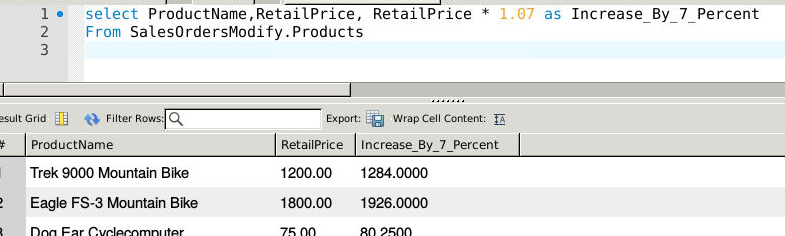 1 select ProductName,RetailPrice, RetailPrice * 1.07 as Increase_By_7_Percent
2 From SalesOrdersModify.Products
3
Grid Filter Rows: Export: Wrap Cell Content:
# ProductName RetailPrice Increase_By_7_Percent
Trek 9000 Mountain Bike 1200.00 1284.0000
2 Eagle FS-3 Mountain Bike 1800.00 1926.0000
3 Dog Ear Cyclecomputer 75.00 80.2500